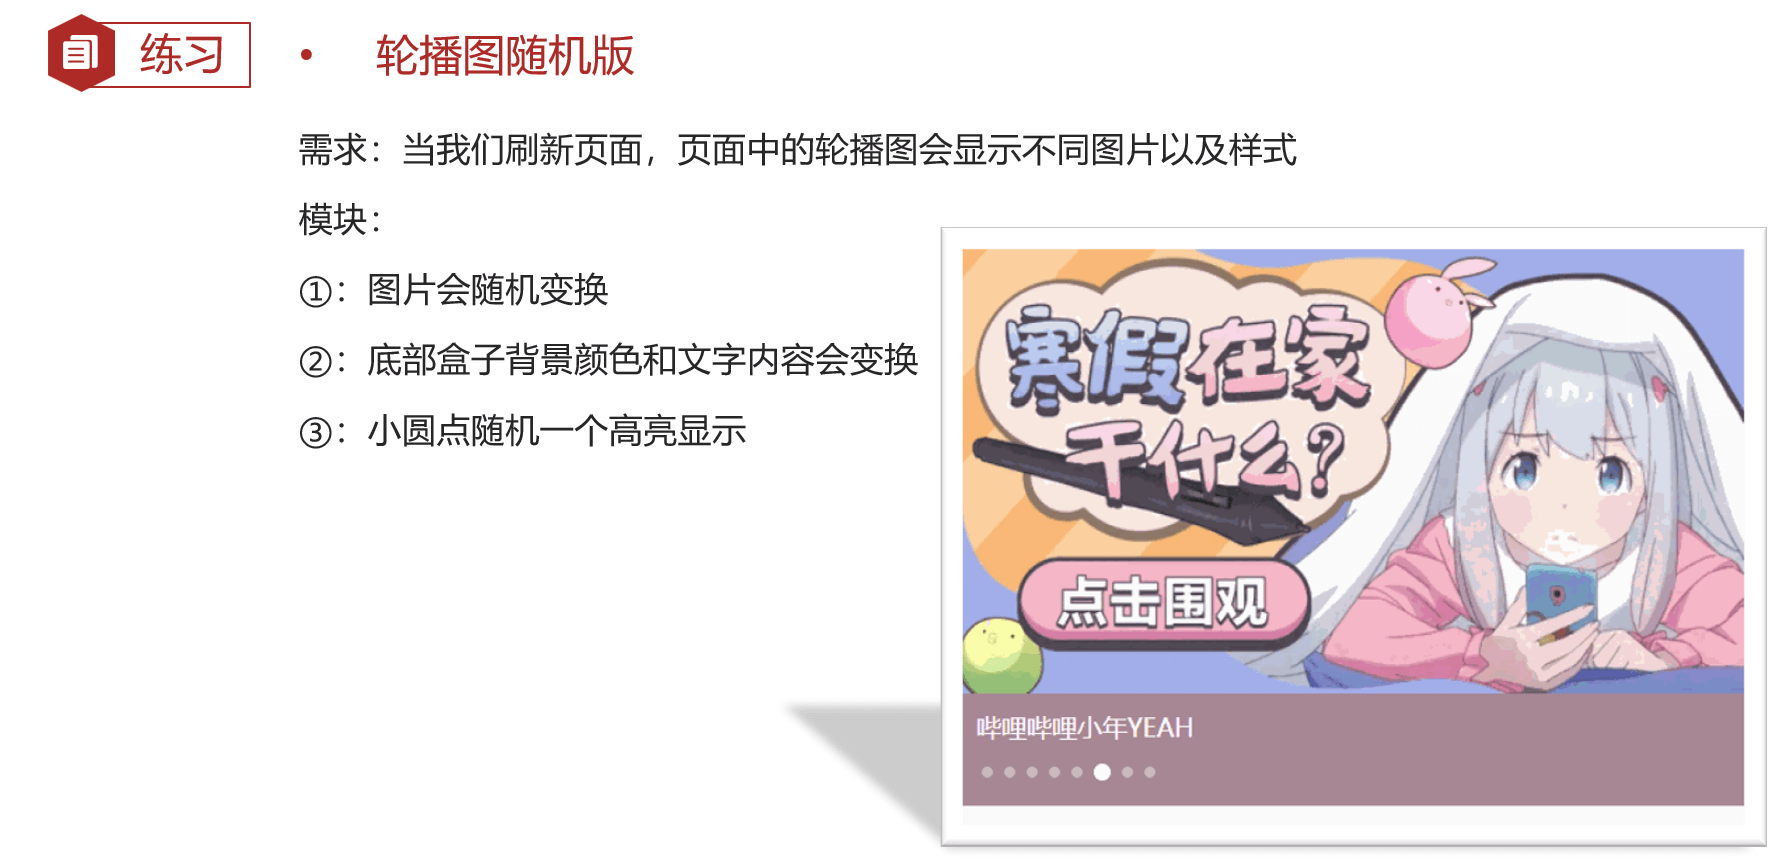 练习
• 轮播图随机版
需求：当我们刷新页面，页面中的轮播图会显示不同图片以及样式
模块：
①：图片会随机变换
②：底部盒子背景颜色和文字内容会变换
③：小圆点随机一个高亮显示
寒假在家
干什么？
点击围观
哔哩哔哩小年YEAH